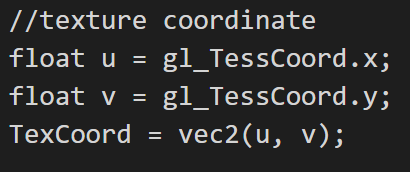 //texture coordinate
float u = gl_TessCoord.x;
float v = gl_TessCoord.y;
TexCoord = vec2(u, v);